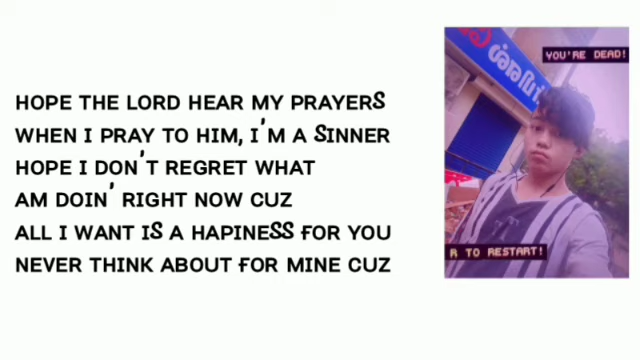 HOPE THE LORD HEAR MY PRAYERS
WHEN I PRAY TO HIM, I'M A SINNER
HOPE I DON'T REGRET WHAT
AM DOIN' RIGHT NOW CUZ
ALL I WANT IS A HAPINESS FOR YOU
NEVER THINK ABOUT FOR MINE CUZ
YOU'RE DEAD!
R TO RESTART!